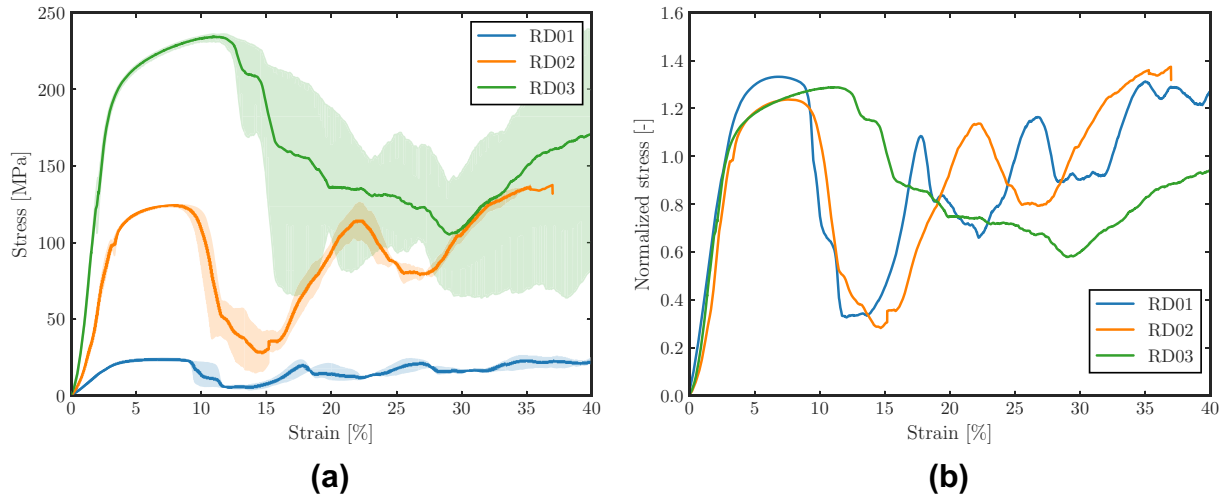 250
200
150
100
50
0
Stress [MPa]
0 5 10 15 20 25 30 35 40
Strain [%]
RD01
RD02
RD03
(a)
1.6
1.4
1.2
1.0
0.8
0.6
0.4
0.2
0.0
Normalized stress [-]
0 5 10 15 20 25 30 35 40
Strain [%]
RD01
RD02
RD03
(b)